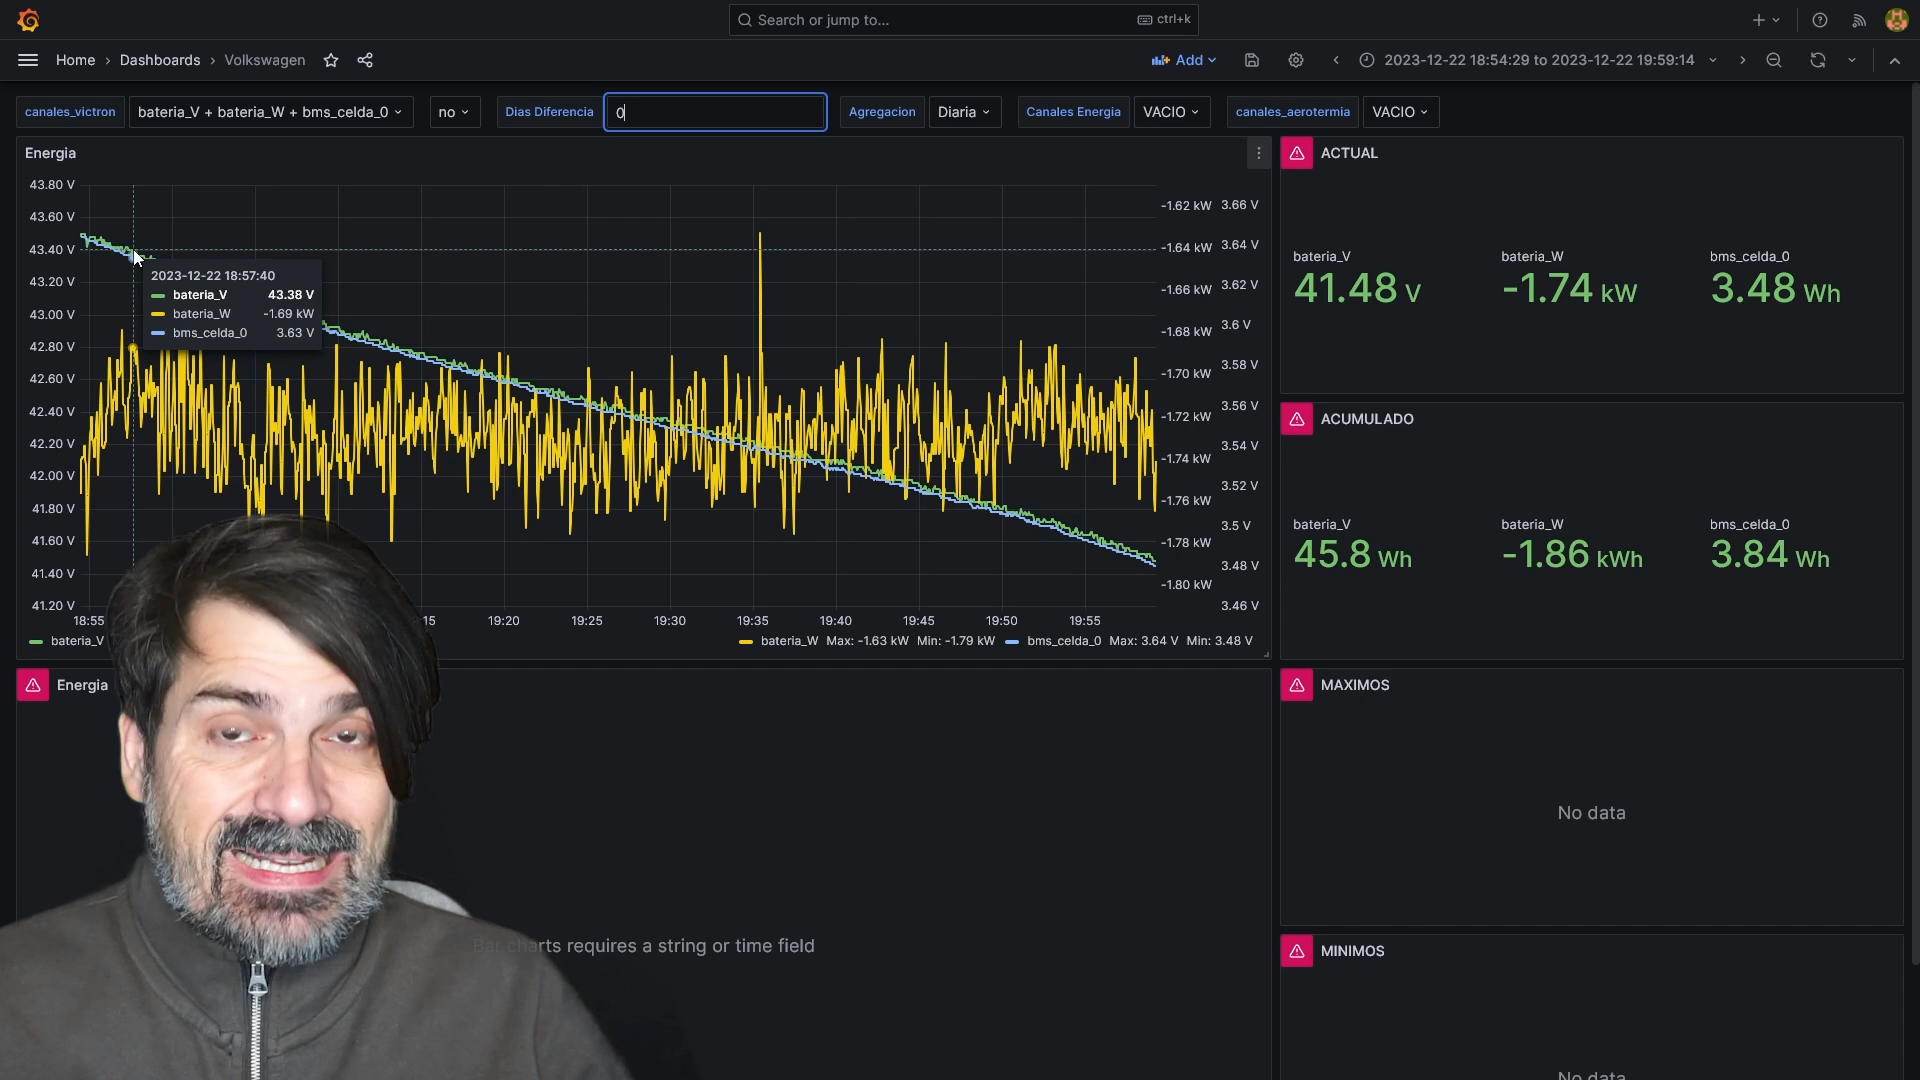 Search or jump to... ctrl+k
Home › Dashboards › Volkswagen Add 2023-12-22 18:54:29 to 2023-12-22 19:59:14
canales_victron bateria_V + bateria_W + bms_celda_0 no Dias Diferencia 0 Agregacion Diaria Canales Energia VACIO canales_aerotermia VACIO
Energia
43.80 V
43.60 V
43.40 V
43.20 V
43.00 V
42.80 V
42.60 V
42.40 V
42.20 V
42.00 V
41.80 V
41.60 V
41.40 V
41.20 V
2023-12-22 18:57:40
bateria_V 43.38 V
bateria_W -1.69 kW
bms_celda_0 3.63 V
-1.62 kW
-1.64 kW
-1.66 kW
-1.68 kW
-1.70 kW
-1.72 kW
-1.74 kW
-1.76 kW
-1.78 kW
-1.80 kW
3.66 V
3.64 V
3.62 V
3.6 V
3.58 V
3.56 V
3.54 V
3.52 V
3.5 V
3.48 V
3.46 V
18:55 15 19:20 19:25 19:30 19:35 19:40 19:45 19:50 19:55
bateria_V bateria_W Max: -1.63 kW Min: -1.79 kW bms_celda_0 Max: 3.64 V Min: 3.48 V
ACTUAL
bateria_V bateria_W bms_celda_0
41.48 V -1.74 kW 3.48 Wh
ACUMULADO
bateria_V bateria_W bms_celda_0
45.8 Wh -1.86 kWh 3.84 Wh
Energia
Bar charts requires a string or time field
MAXIMOS
No data
MINIMOS
No data